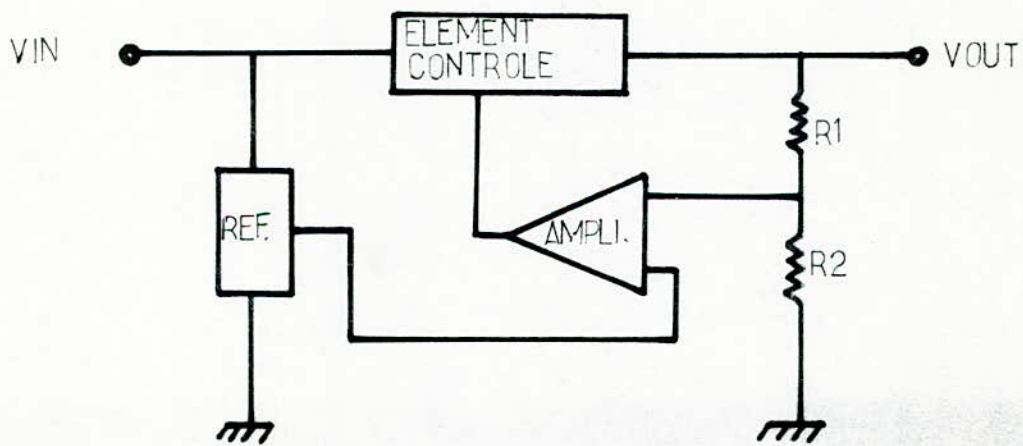 VIN
ELEMENT
CONTROLE
VOUT
R1
REF.
AMPLI.
R2